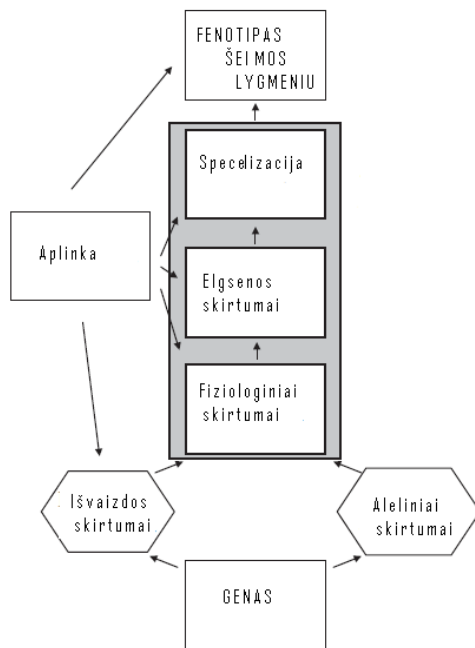 FENOTIPAS
ŠEIMOS
LYGMENIU
Specelizacija
Aplinka
Elgsenos
skirtumai
Fiziologiniai
skirtumai
Išvaizdos
skirtumai
Aleliniai
skirtumai
GENAS